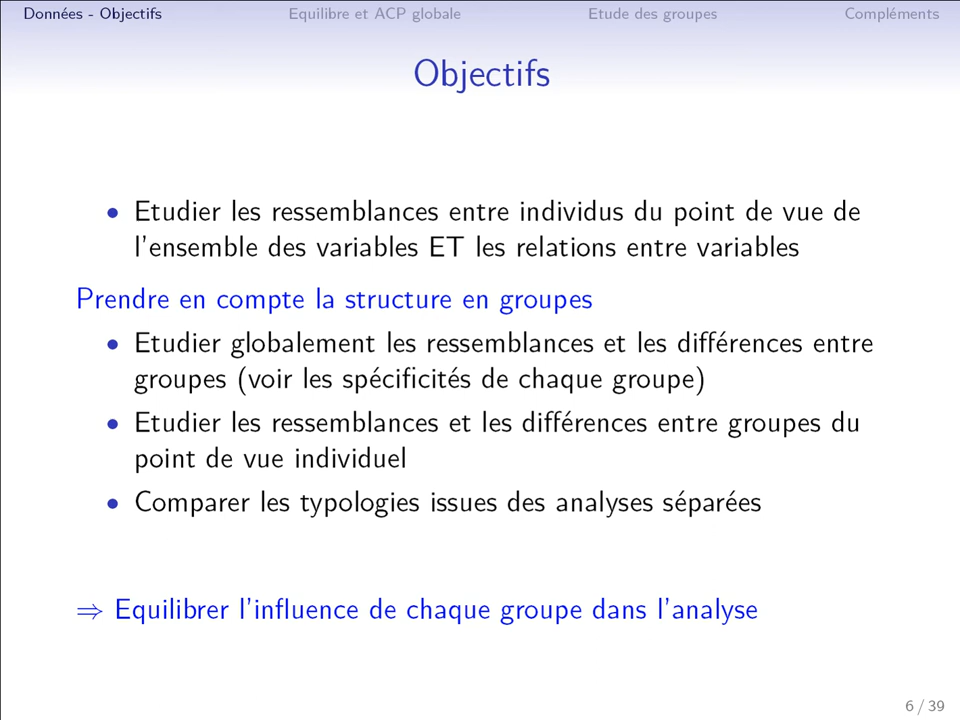 Données - Objectifs Equilibre et ACP globale Etude des groupes Compléments
Objectifs
• Etudier les ressemblances entre individus du point de vue de
l'ensemble des variables ET les relations entre variables
Prendre en compte la structure en groupes
• Etudier globalement les ressemblances et les différences entre
groupes (voir les spécificités de chaque groupe)
• Etudier les ressemblances et les différences entre groupes du
point de vue individuel
• Comparer les typologies issues des analyses séparées
⇒ Equilibrer l'influence de chaque groupe dans l'analyse
6 / 39